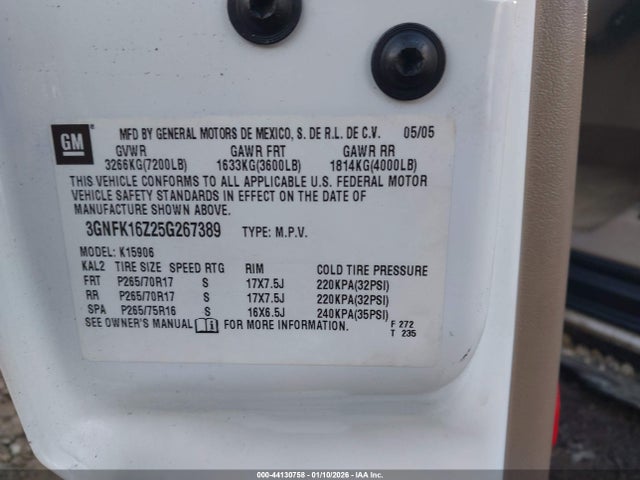 GM
MFD BY GENERAL MOTORS DE MEXICO, S. DE R.L. DE C.V. 05/05
GVWR GAWR FRT GAWR RR
3266KG(7200LB) 1633KG(3600LB) 1814KG(4000LB)
THIS VEHICLE CONFORMS TO ALL APPLICABLE U.S. FEDERAL MOTOR
VEHICLE SAFETY STANDARDS IN EFFECT ON THE DATE OF
MANUFACTURE SHOWN ABOVE.
3GNFK16Z25G267389 TYPE: M.P.V.
MODEL: K15906
KAL2 TIRE SIZE SPEED RTG RIM COLD TIRE PRESSURE
FRT P265/70R17 S 17X7.5J 220KPA(32PSI)
RR P265/70R17 S 17X7.5J 220KPA(32PSI)
SPA P265/75R16 S 16X6.5J 240KPA(35PSI)
SEE OWNER'S MANUAL i FOR MORE INFORMATION. F 272
T 235
000-44130758 - 01/10/2026 - IAAI.COM